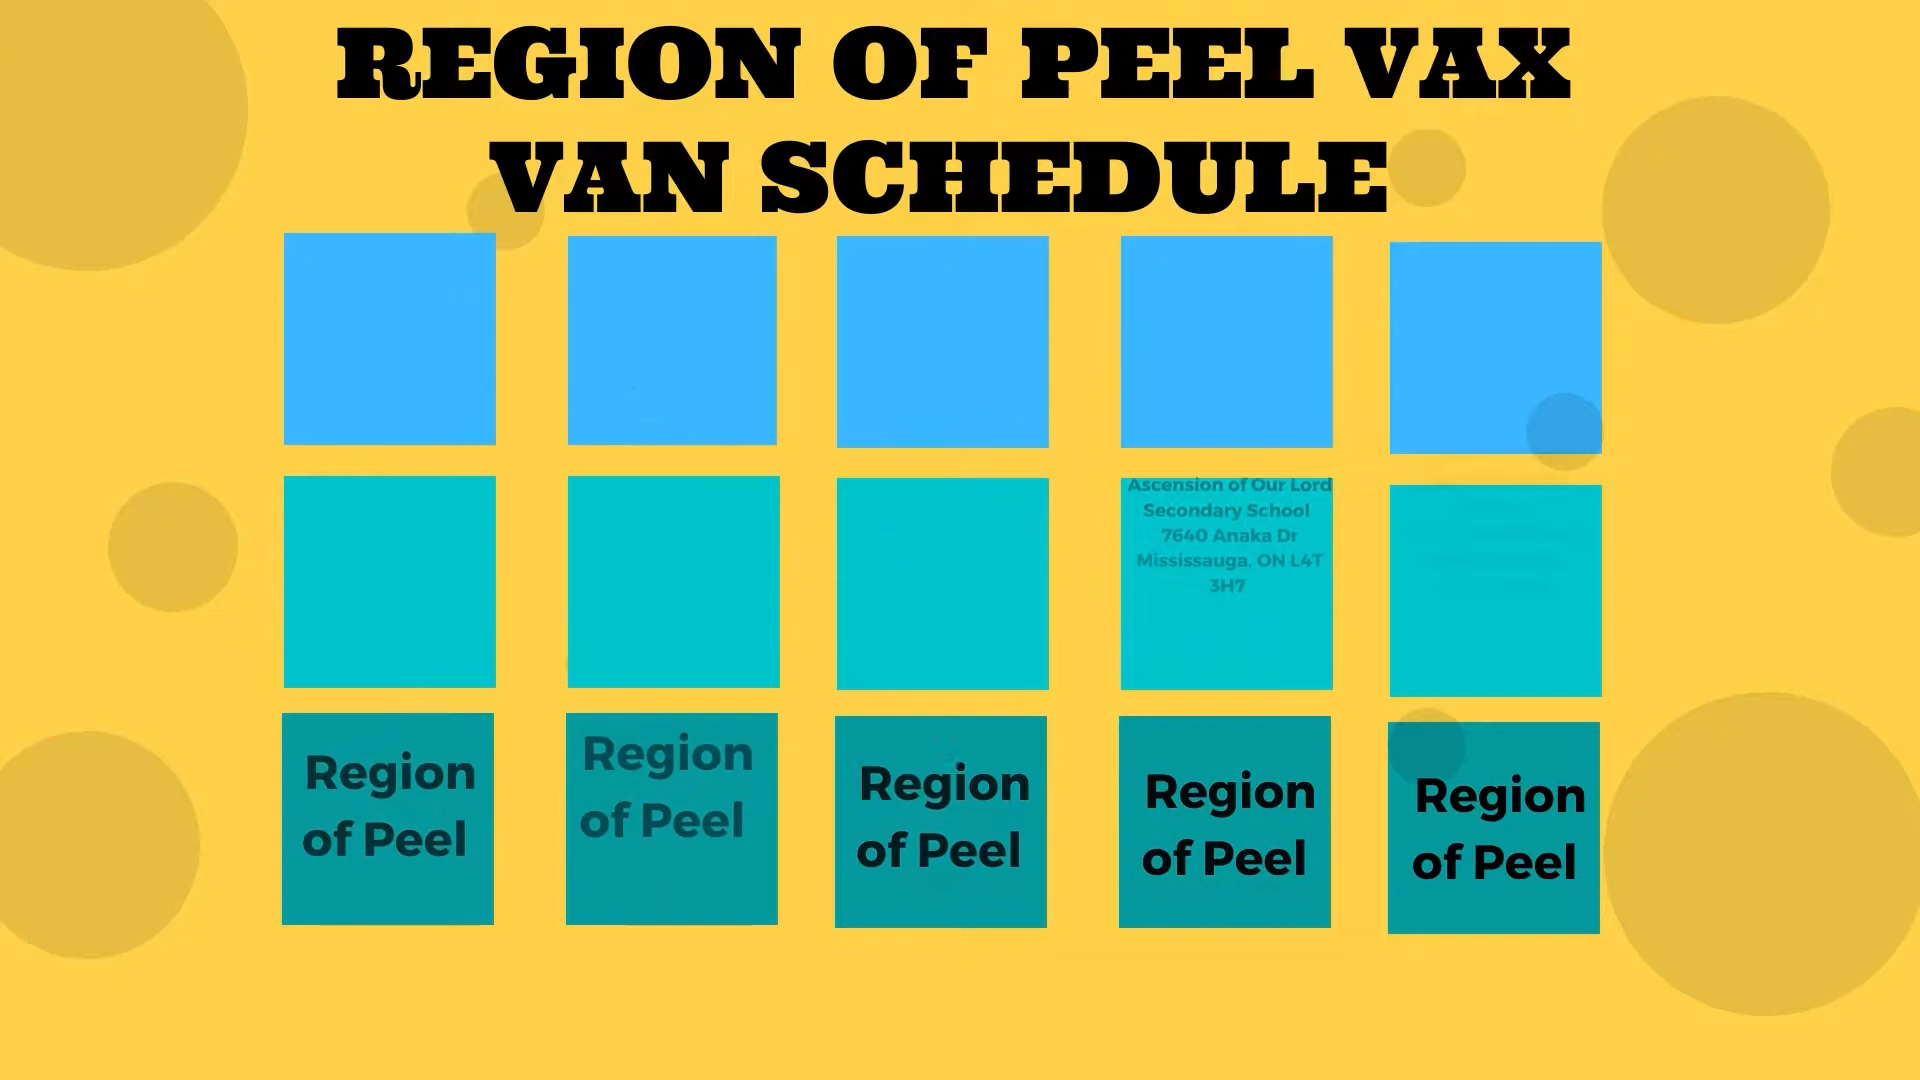 REGION OF PEEL VAX
VAN SCHEDULE
Ascension of Our Lord
Secondary School
7640 Anaka Dr
Mississauga, ON L4T
3H7
Region
of Peel
Region
of Peel
Region
of Peel
Region
of Peel
Region
of Peel